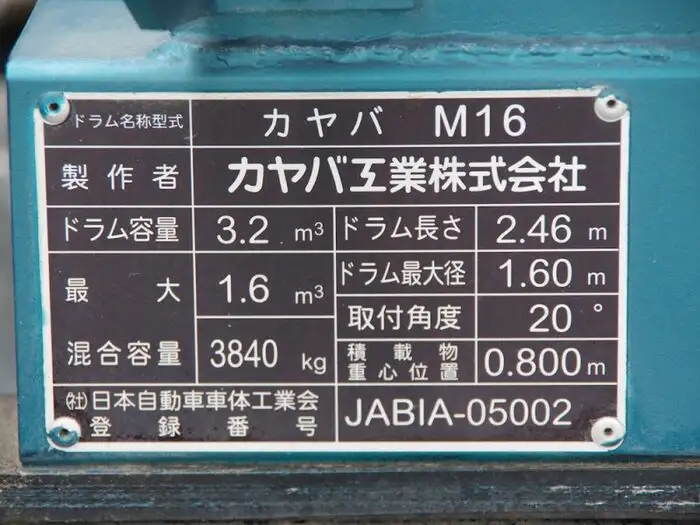 ドラム名称型式 カヤバ M16
製作者 カヤバ工業株式会社
ドラム容量 3.2 m³ ドラム長さ 2.46 m
最大混合容量 1.6 m³ ドラム最大径 1.60 m
取付角度 20°
3840 kg 積載物重心位置 0.800 m
(社)日本自動車車体工業会
登録番号 JABIA-05002